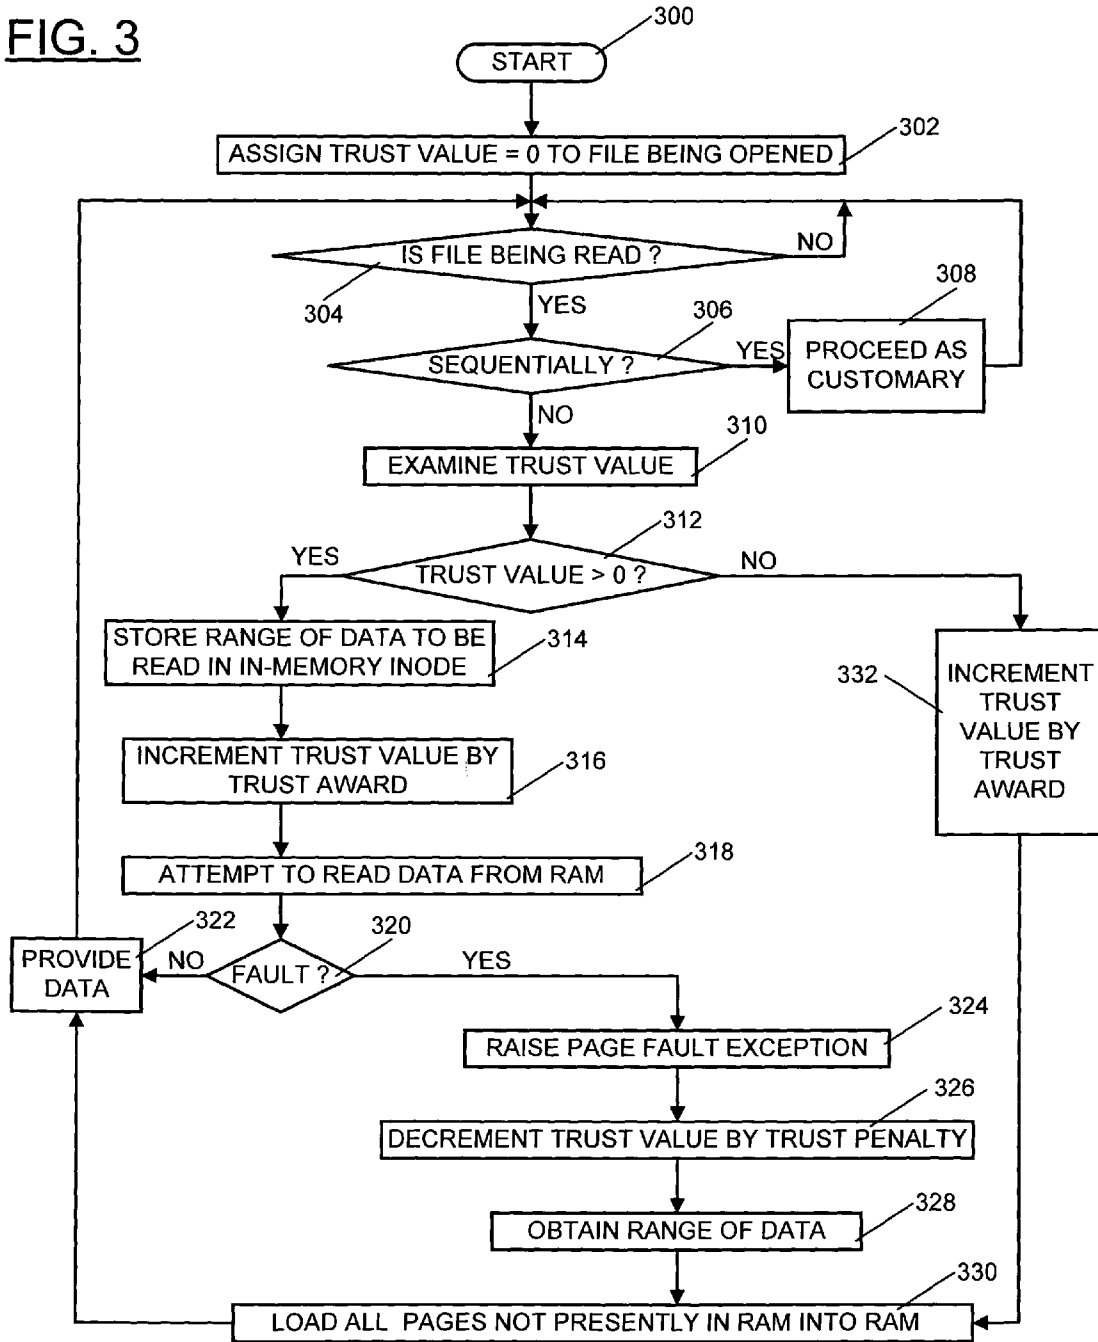 FIG. 3
300
START
302
ASSIGN TRUST VALUE = 0 TO FILE BEING OPENED
IS FILE BEING READ ?
NO
304
YES
306
308
SEQUENTIALLY ?
YES
PROCEED AS
CUSTOMARY
NO
310
EXAMINE TRUST VALUE
312
YES
TRUST VALUE > 0 ?
NO
STORE RANGE OF DATA TO BE
READ IN IN-MEMORY INODE
314
332
INCREMENT
TRUST
VALUE BY
TRUST
AWARD
INCREMENT TRUST VALUE BY
TRUST AWARD
316
318
ATTEMPT TO READ DATA FROM RAM
322
320
PROVIDE
DATA
NO
FAULT ?
YES
324
RAISE PAGE FAULT EXCEPTION
326
DECREMENT TRUST VALUE BY TRUST PENALTY
328
OBTAIN RANGE OF DATA
330
LOAD ALL PAGES NOT PRESENTLY IN RAM INTO RAM